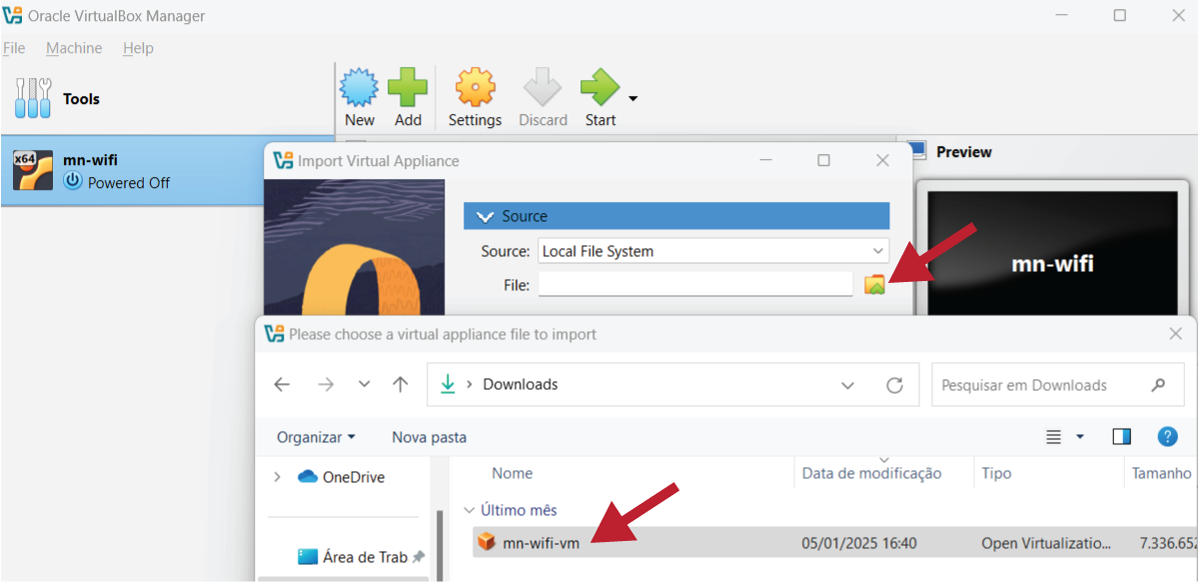 Oracle VirtualBox Manager
File Machine Help
Tools
New Add Settings Discard Start
x64
mn-wifi
Powered Off
Import Virtual Appliance
Preview
Source
Source: Local File System
File:
mn-wifi
Please choose a virtual appliance file to import
Downloads
Pesquisar em Downloads
Organizar Nova pasta
OneDrive
Área de Trab
Nome Data de modificação Tipo Tamanho
Último mês
mn-wifi-vm 05/01/2025 16:40 Open Virtualizatio... 7.336.652